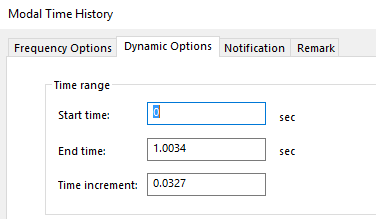 Modal Time History
Frequency Options Dynamic Options Notification Remark
Time range
Start time: 0 sec
End time: 1.0034 sec
Time increment: 0.0327